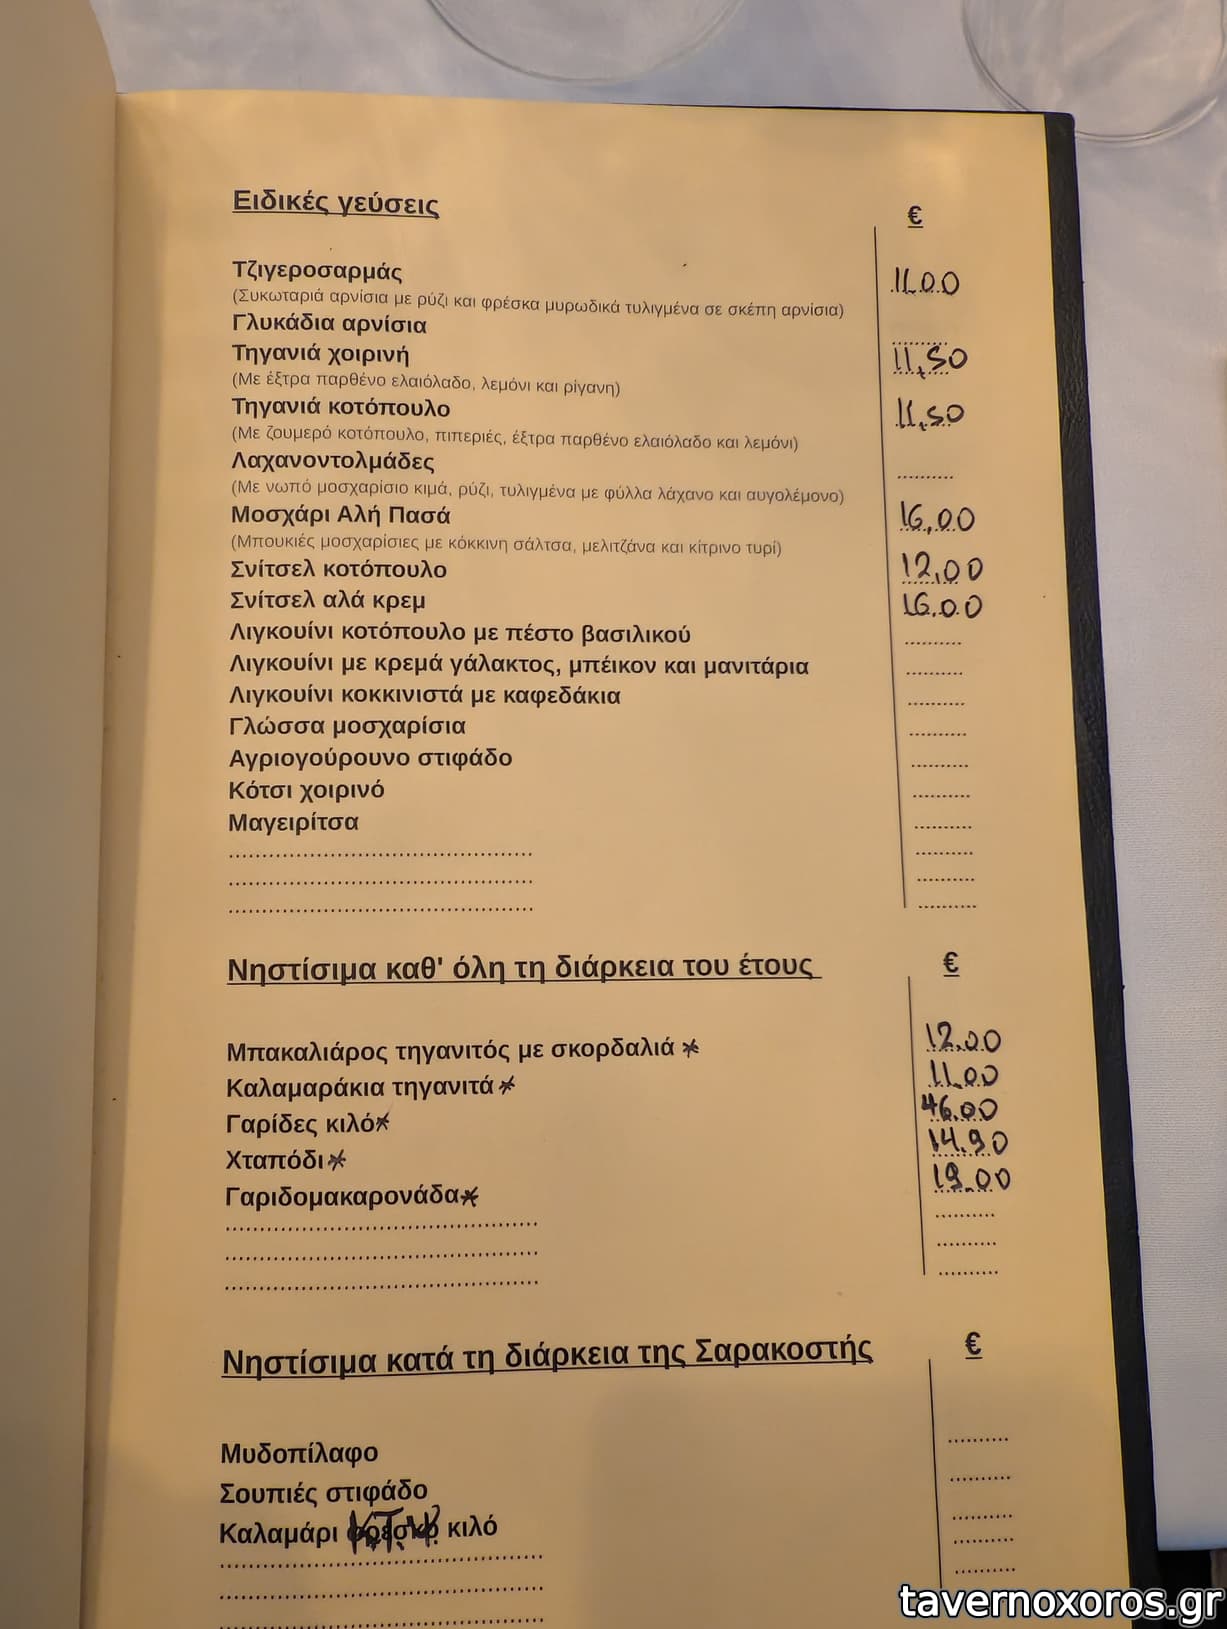 Ειδικές γεύσεις €
Τζιγεροσαρμάς 11.00
(Συκωταριά αρνίσια με ρύζι και φρέσκα μυρωδικά τυλιγμένα σε σκέπη αρνίσια)
Γλυκάδια αρνίσια ..........
Τηγανιά χοιρινή 11,50
(Με έξτρα παρθένο ελαιόλαδο, λεμόνι και ρίγανη)
Τηγανιά κοτόπουλο 11,50
(Με ζουμερό κοτόπουλο, πιπεριές, έξτρα παρθένο ελαιόλαδο και λεμόνι)
Λαχανοντολμάδες ..........
(Με νωπό μοσχαρίσιο κιμά, ρύζι, τυλιγμένα με φύλλα λάχανο και αυγολέμονο)
Μοσχάρι Αλή Πασά 16,00
(Μπουκιές μοσχαρίσιες με κόκκινη σάλτσα, μελιτζάνα και κίτρινο τυρί)
Σνίτσελ κοτόπουλο 12,00
Σνίτσελ αλά κρεμ 16.00
Λιγκουίνι κοτόπουλο με πέστο βασιλικού ..........
Λιγκουίνι με κρεμά γάλακτος, μπέικον και μανιτάρια ..........
Λιγκουίνι κοκκινιστά με καφεδάκια ..........
Γλώσσα μοσχαρίσια ..........
Αγριογούρουνο στιφάδο ..........
Κότσι χοιρινό ..........
Μαγειρίτσα ..........
Νηστίσιμα καθ' όλη τη διάρκεια του έτους €
Μπακαλιάρος τηγανιτός με σκορδαλιά * 12.00
Καλαμαράκια τηγανιτά * 11.00
Γαρίδες κιλό * 46.00
Χταπόδι * 14.90
Γαριδομακαρονάδα * 19.00
Νηστίσιμα κατά τη διάρκεια της Σαρακοστής €
Μυδοπίλαφο ..........
Σουπιές στιφάδο ..........
Καλαμάρι κιλό ..........
tavernoxoros.gr